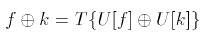 f ⊕ k = T{U[f] ⊕ U[k]}